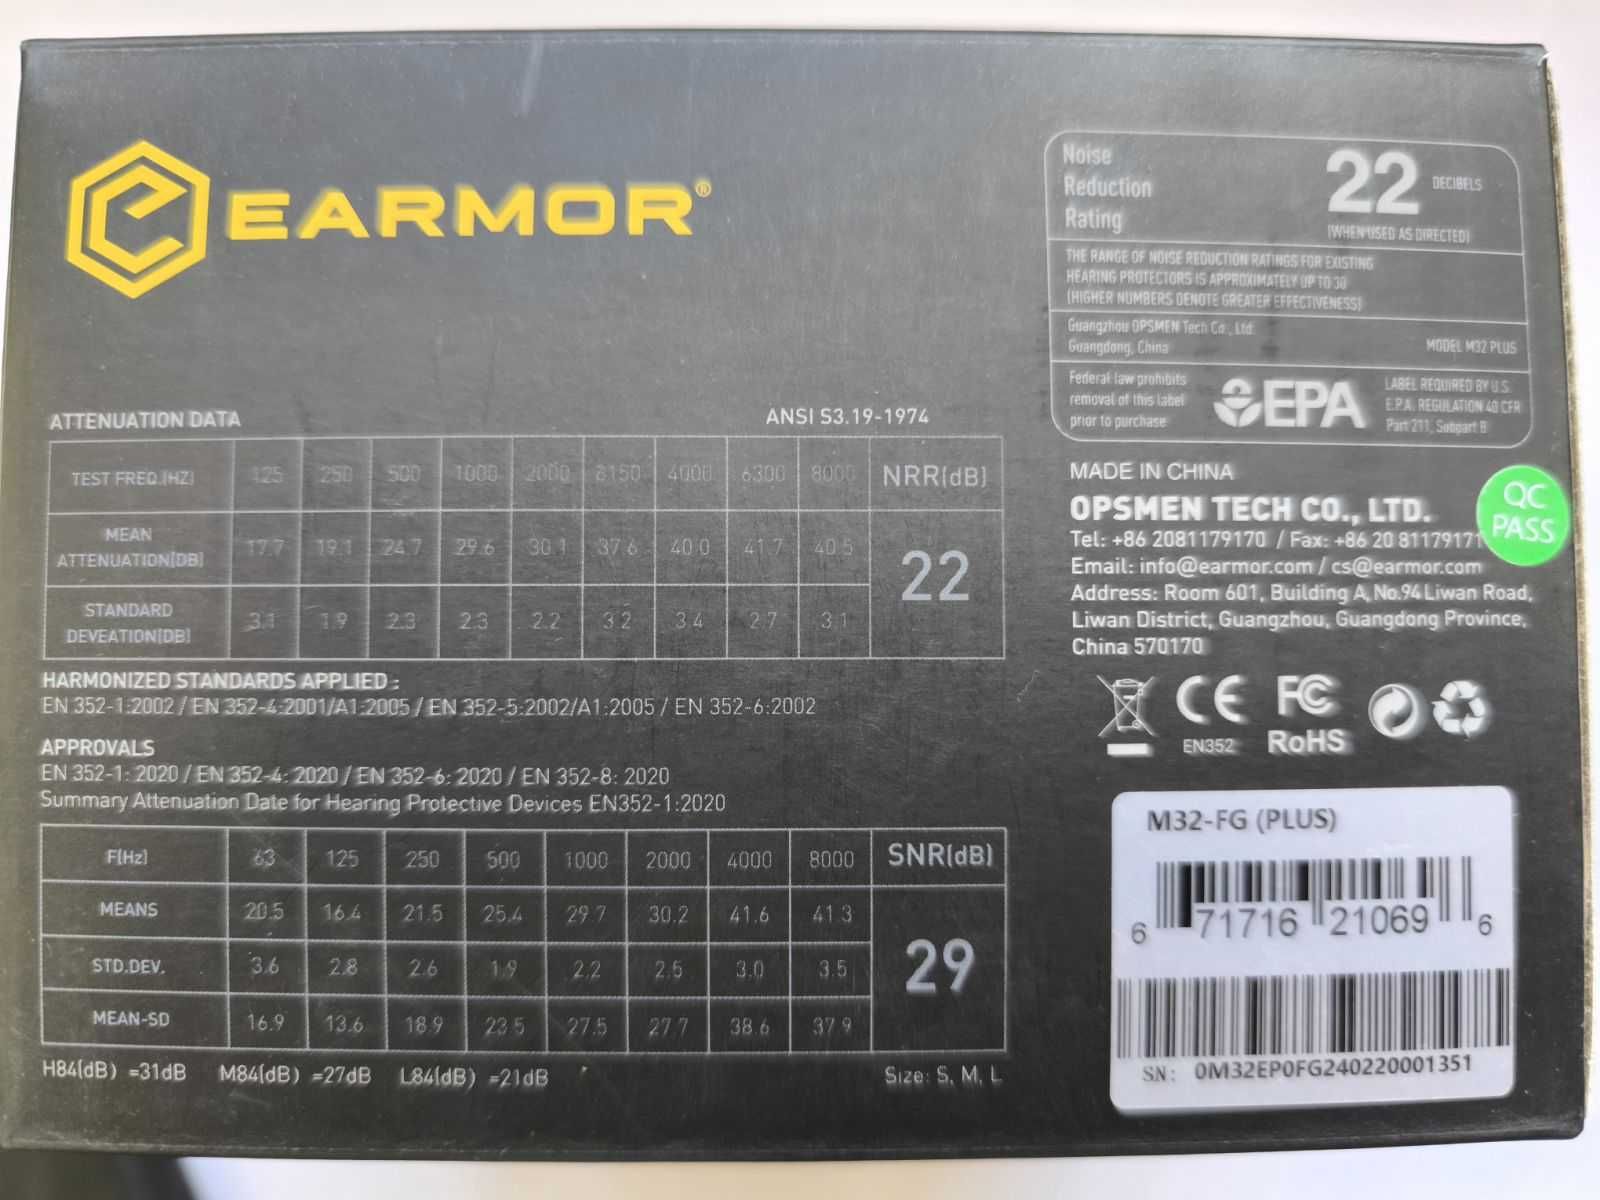 EARMOR®
Noise
Reduction
Rating
22 DECIBELS
(WHEN USED AS DIRECTED)
THE RANGE OF NOISE REDUCTION RATINGS FOR EXISTING
HEARING PROTECTORS IS APPROXIMATELY UP TO 30
(HIGHER NUMBERS DENOTE GREATER EFFECTIVENESS)
Guangzhou OPSMEN Tech Co., Ltd.
Guangdong, China
MODEL M32 PLUS
Federal law prohibits
removal of this label
prior to purchase
EPA
LABEL REQUIRED BY U.S.
E.P.A. REGULATION 40 CFR
Part 211, Subpart B
ATTENUATION DATA ANSI S3.19-1974
TEST FREQ.(HZ) 125 250 500 1000 2000 3150 4000 6300 8000 NRR(dB)
MEAN
ATTENUATION(DB) 17.7 19.1 24.7 29.6 30.1 37.6 40.0 41.7 40.5 22
STANDARD
DEVEATION(DB) 3.1 1.9 2.3 2.3 2.2 3.2 3.4 2.7 3.1
HARMONIZED STANDARDS APPLIED :
EN 352-1:2002 / EN 352-4:2001/A1:2005 / EN 352-5:2002/A1:2005 / EN 352-6:2002
APPROVALS
EN 352-1: 2020 / EN 352-4: 2020 / EN 352-6: 2020 / EN 352-8: 2020
Summary Attenuation Date for Hearing Protective Devices EN352-1:2020
F(Hz) 63 125 250 500 1000 2000 4000 8000 SNR(dB)
MEANS 20.5 16.4 21.5 25.4 29.7 30.2 41.6 41.3 29
STD.DEV. 3.6 2.8 2.6 1.9 2.2 2.5 3.0 3.5
MEAN-SD 16.9 13.6 18.9 23.5 27.5 27.7 38.6 37.9
H84(dB) =31dB M84(dB) =27dB L84(dB) =21dB Size: S, M, L
MADE IN CHINA
OPSMEN TECH CO., LTD.
Tel: +86 2081179170 / Fax: +86 20 81179171
Email: info@earmor.com / cs@earmor.com
Address: Room 601, Building A, No.94 Liwan Road,
Liwan District, Guangzhou, Guangdong Province,
China 570170
QC
PASS
CE FC
EN352 RoHS
M32-FG (PLUS)
6 71716 21069 6
SN: 0M32EP0FG240220001351